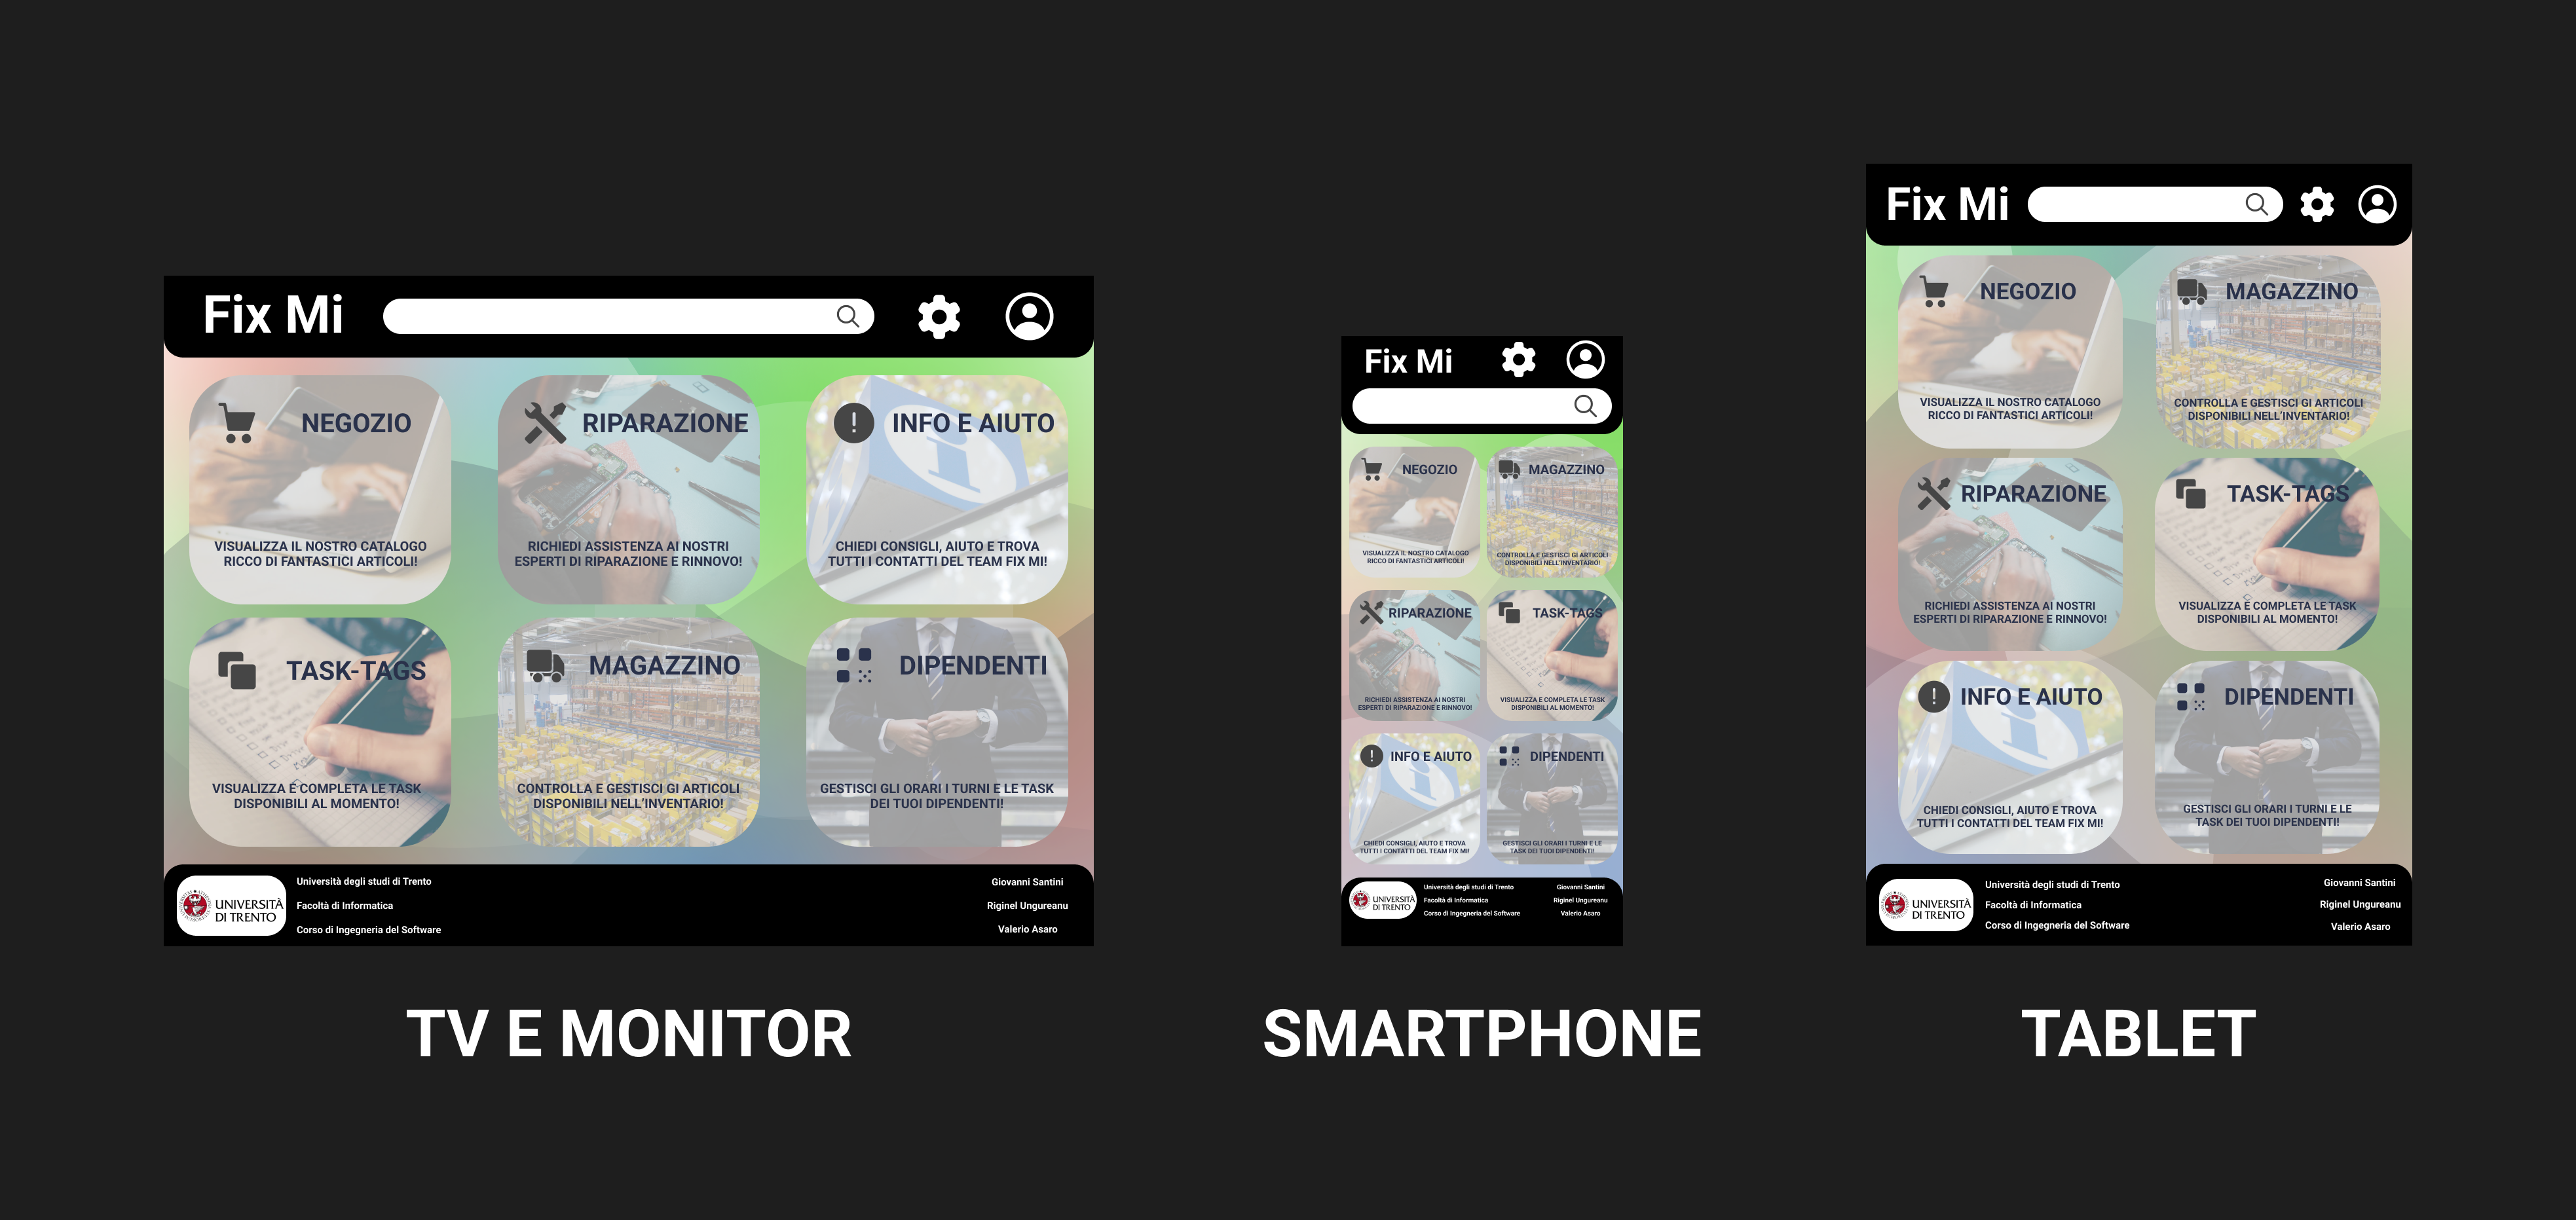 Fix Mi
NEGOZIO
VISUALIZZA IL NOSTRO CATALOGO
RICCO DI FANTASTICI ARTICOLI!
RIPARAZIONE
RICHIEDI ASSISTENZA AI NOSTRI
ESPERTI DI RIPARAZIONE E RINNOVO!
INFO E AIUTO
CHIEDI CONSIGLI, AIUTO E TROVA
TUTTI I CONTATTI DEL TEAM FIX MI!
TASK-TAGS
VISUALIZZA E COMPLETA LE TASK
DISPONIBILI AL MOMENTO!
MAGAZZINO
CONTROLLA E GESTISCI GI ARTICOLI
DISPONIBILI NELL'INVENTARIO!
DIPENDENTI
GESTISCI GLI ORARI I TURNI E LE TASK
DEI TUOI DIPENDENTI!
UNIVERSITÀ
DI TRENTO
Università degli studi di Trento
Facoltà di Informatica
Corso di Ingegneria del Software
Giovanni Santini
Riginel Ungureanu
Valerio Asaro
TV E MONITOR
Fix Mi
NEGOZIO
VISUALIZZA IL NOSTRO CATALOGO
RICCO DI FANTASTICI ARTICOLI!
MAGAZZINO
CONTROLLA E GESTISCI GI ARTICOLI
DISPONIBILI NELL'INVENTARIO!
RIPARAZIONE
RICHIEDI ASSISTENZA AI NOSTRI
ESPERTI DI RIPARAZIONE E RINNOVO!
TASK-TAGS
VISUALIZZA E COMPLETA LE TASK
DISPONIBILI AL MOMENTO!
INFO E AIUTO
CHIEDI CONSIGLI, AIUTO E TROVA
TUTTI I CONTATTI DEL TEAM FIX MI!
DIPENDENTI
GESTISCI GLI ORARI I TURNI E LE
TASK DEI TUOI DIPENDENTI!
UNIVERSITÀ
DI TRENTO
Università degli studi di Trento
Facoltà di Informatica
Corso di Ingegneria del Software
Giovanni Santini
Riginel Ungureanu
Valerio Asaro
SMARTPHONE
Fix Mi
NEGOZIO
VISUALIZZA IL NOSTRO CATALOGO
RICCO DI FANTASTICI ARTICOLI!
MAGAZZINO
CONTROLLA E GESTISCI GI ARTICOLI
DISPONIBILI NELL'INVENTARIO!
RIPARAZIONE
RICHIEDI ASSISTENZA AI NOSTRI
ESPERTI DI RIPARAZIONE E RINNOVO!
TASK-TAGS
VISUALIZZA E COMPLETA LE TASK
DISPONIBILI AL MOMENTO!
INFO E AIUTO
CHIEDI CONSIGLI, AIUTO E TROVA
TUTTI I CONTATTI DEL TEAM FIX MI!
DIPENDENTI
GESTISCI GLI ORARI I TURNI E LE
TASK DEI TUOI DIPENDENTI!
UNIVERSITÀ
DI TRENTO
Università degli studi di Trento
Facoltà di Informatica
Corso di Ingegneria del Software
Giovanni Santini
Riginel Ungureanu
Valerio Asaro
TABLET